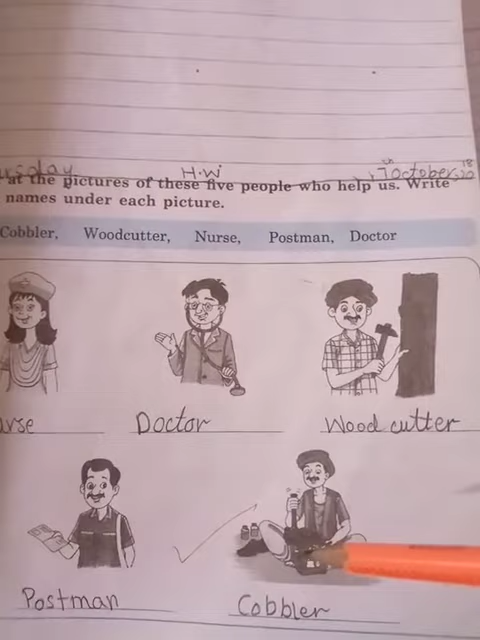 H.W
at the pictures of these five people who help us. Write
names under each picture.
Cobbler, Woodcutter, Nurse, Postman, Doctor
Doctor
Wood cutter
Postman
Cobbler